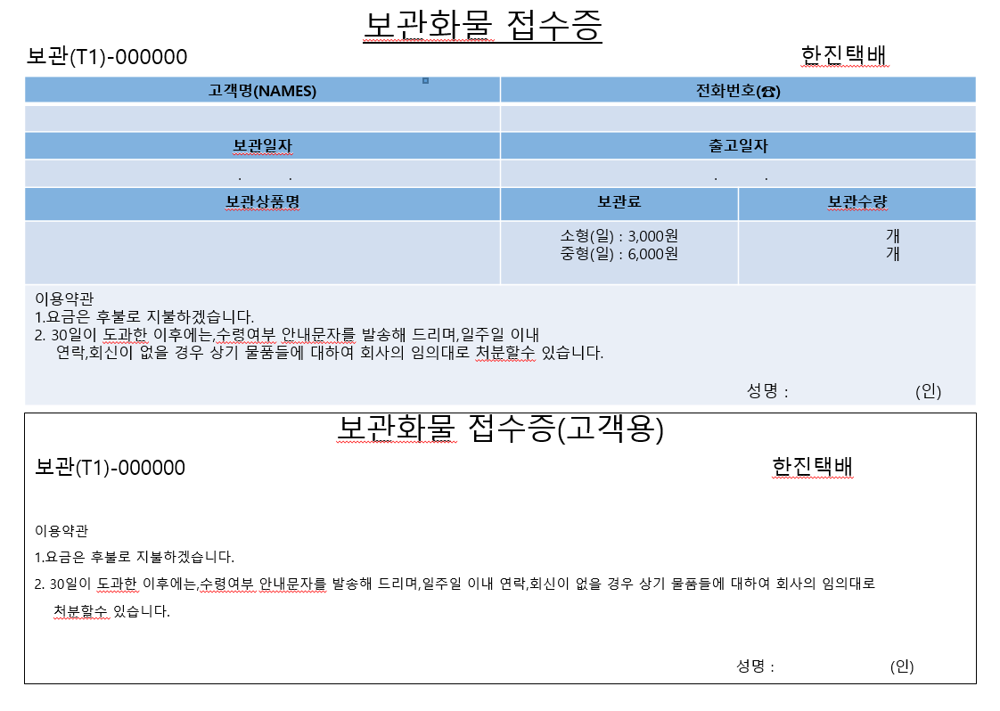 보관화물 접수증
보관(T1)-000000 한진택배
고객명(NAMES) 전화번호(☎)
보관일자 출고일자
. . . .
보관상품명 보관료 보관수량
소형(일) : 3,000원 개
중형(일) : 6,000원 개
이용약관
1.요금은 후불로 지불하겠습니다.
2. 30일이 도과한 이후에는,수령여부 안내문자를 발송해 드리며,일주일 이내
연락,회신이 없을 경우 상기 물품들에 대하여 회사의 임의대로 처분할수 있습니다.
성명 : (인)
보관화물 접수증(고객용)
보관(T1)-000000 한진택배
이용약관
1.요금은 후불로 지불하겠습니다.
2. 30일이 도과한 이후에는,수령여부 안내문자를 발송해 드리며,일주일 이내 연락,회신이 없을 경우 상기 물품들에 대하여 회사의 임의대로
처분할수 있습니다.
성명 : (인)